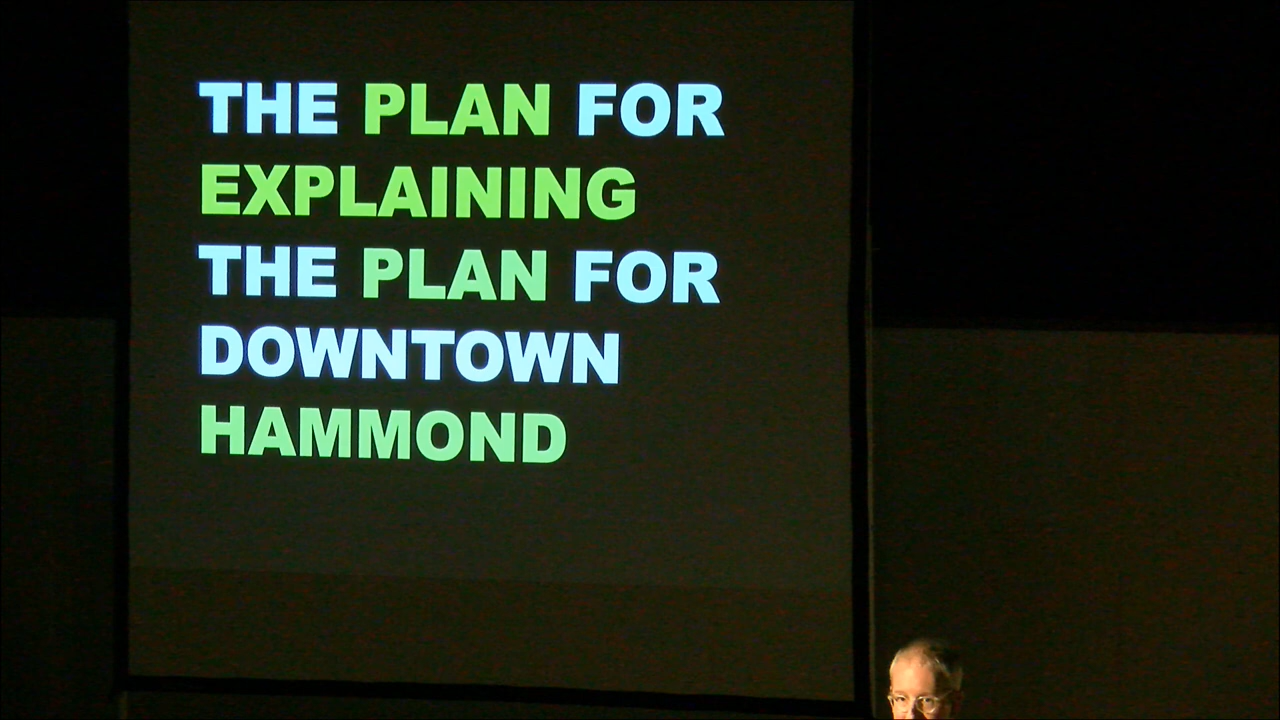 THE PLAN FOR
EXPLAINING
THE PLAN FOR
DOWNTOWN
HAMMOND